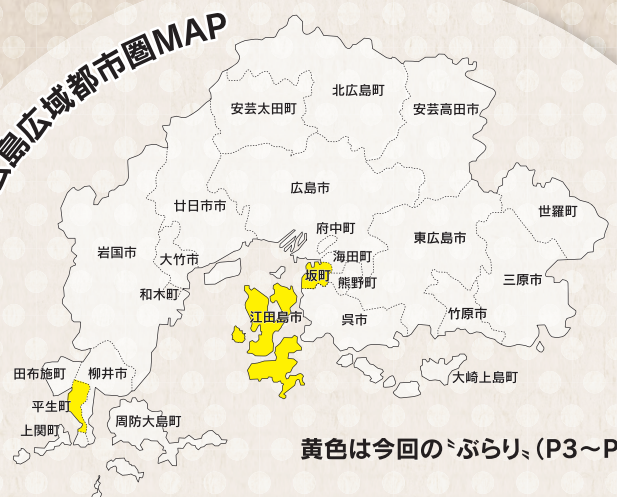 島広域都市圏MAP
北広島町
安芸太田町
安芸高田市
広島市
廿日市市
世羅町
府中町
東広島市
岩国市
大竹市
海田町
坂町
熊野町
三原市
和木町
江田島市
呉市
竹原市
田布施町
柳井市
大崎上島町
平生町
周防大島町
上関町
黄色は今回の〝ぶらり〟(P3~P